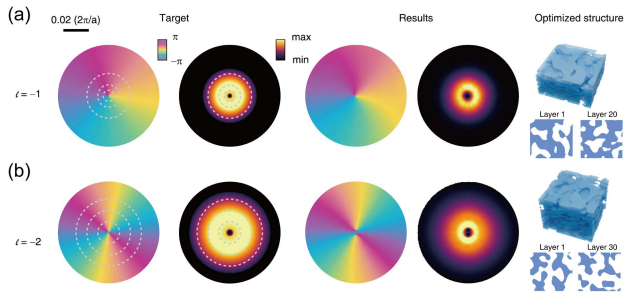 (a)
0.02 (2π/a)
Target
Results
Optimized structure
π
−π
max
min
ℓ = −1
Layer 1
Layer 20
(b)
ℓ = −2
Layer 1
Layer 30